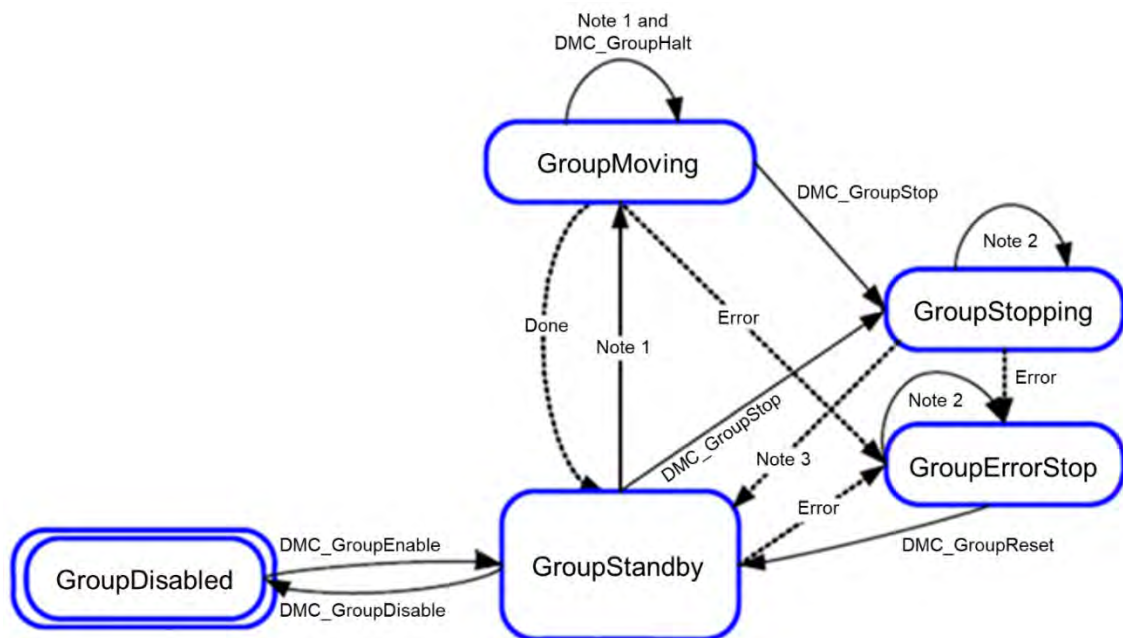 Note 1 and
DMC_GroupHalt
GroupMoving
DMC_GroupStop
Note 2
GroupStopping
Done
Error
Note 1
Error
Note 2
DMC_GroupStop
Note 3
GroupErrorStop
Error
DMC_GroupReset
DMC_GroupEnable
GroupStandby
GroupDisabled
DMC_GroupDisable